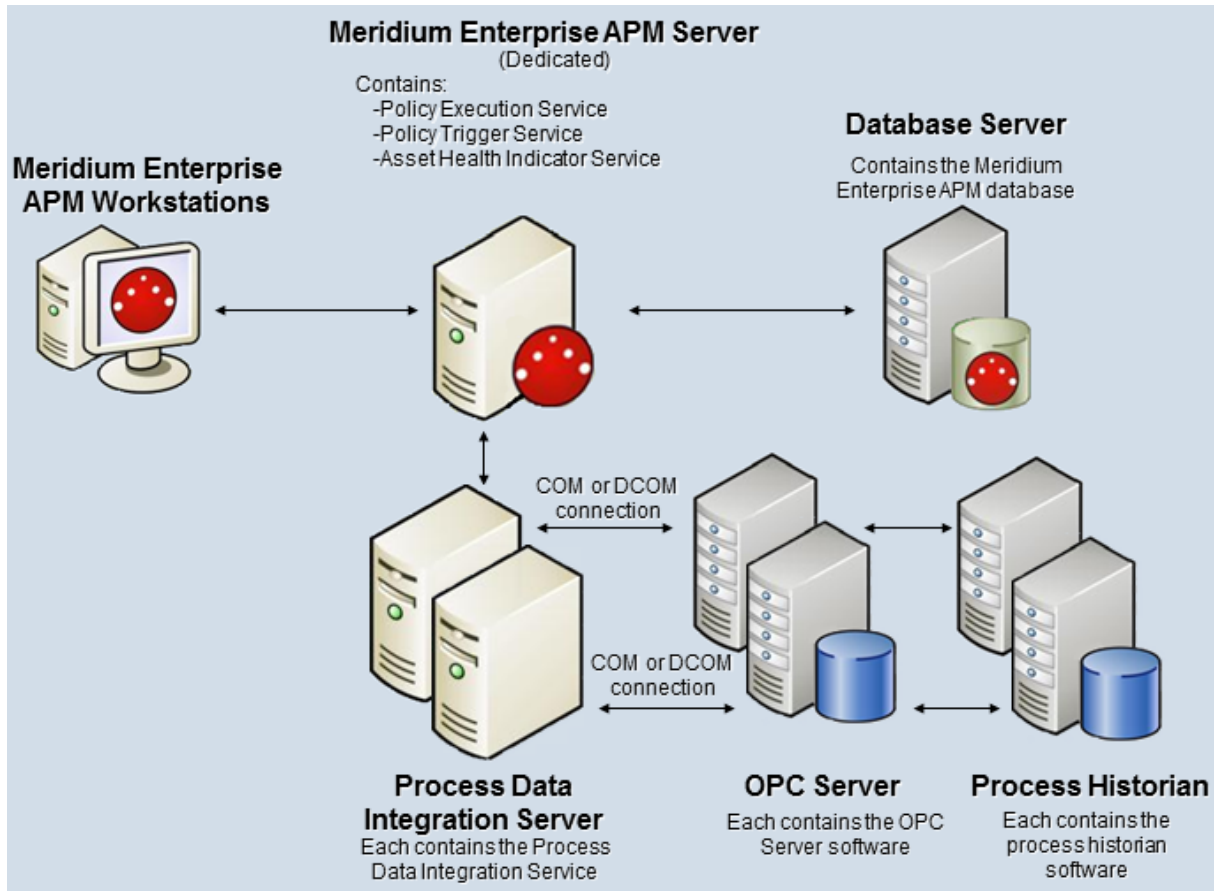 Meridium Enterprise APM Server
(Dedicated)
Contains:
-Policy Execution Service
-Policy Trigger Service
-Asset Health Indicator Service
Database Server
Contains the Meridium
Enterprise APM database
Meridium Enterprise
APM Workstations
COM or DCOM
connection
COM or DCOM
connection
Process Data
Integration Server
Each contains the Process
Data Integration Service
OPC Server
Each contains the OPC
Server software
Process Historian
Each contains the
process historian
software